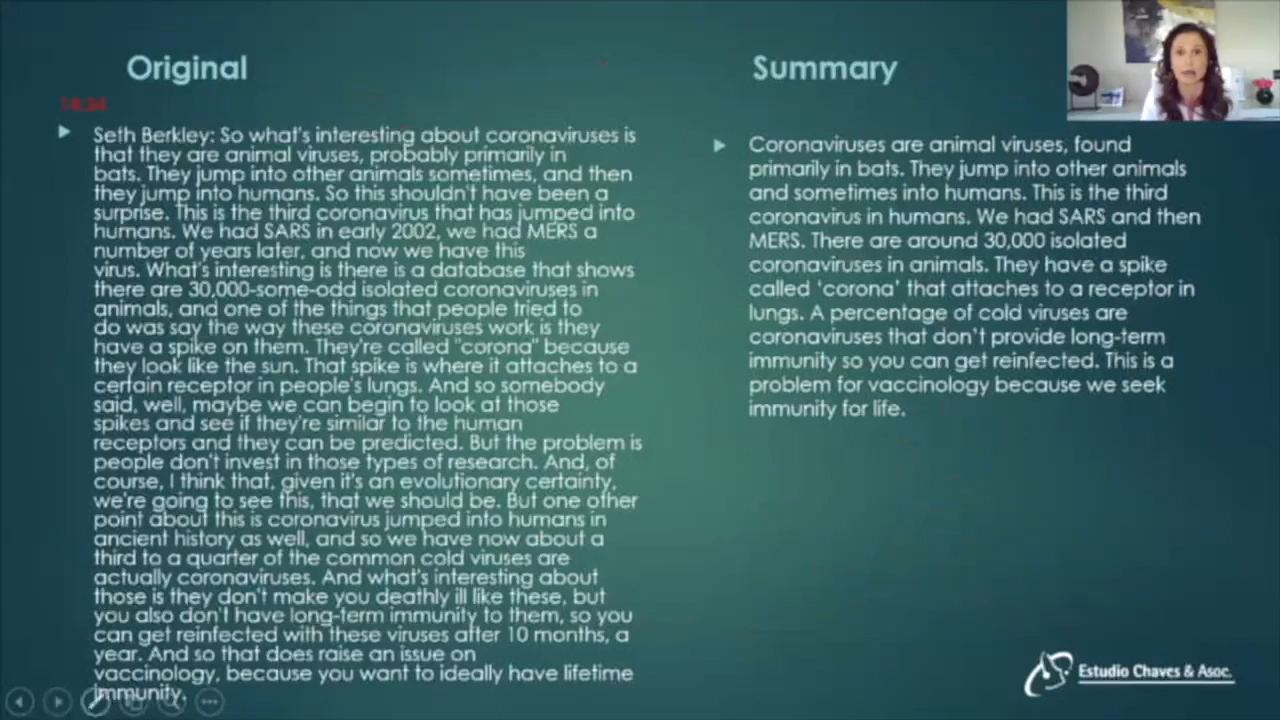 Original
Summary
14:34
Seth Berkley: So what's interesting about coronaviruses is
that they are animal viruses, probably primarily in
bats. They jump into other animals sometimes, and then
they jump into humans. So this shouldn't have been a
surprise. This is the third coronavirus that has jumped into
humans. We had SARS in early 2002, we had MERS a
number of years later, and now we have this
virus. What's interesting is there is a database that shows
there are 30,000-some-odd isolated coronaviruses in
animals, and one of the things that people tried to
do was say the way these coronaviruses work is they
have a spike on them. They're called "corona" because
they look like the sun. That spike is where it attaches to a
certain receptor in people's lungs. And so somebody
said, well, maybe we can begin to look at those
spikes and see if they're similar to the human
receptors and they can be predicted. But the problem is
people don't invest in those types of research. And, of
course, I think that, given it's an evolutionary certainty,
we're going to see this, that we should be. But one other
point about this is coronavirus jumped into humans in
ancient history as well, and so we have now about a
third to a quarter of the common cold viruses are
actually coronaviruses. And what's interesting about
those is they don't make you deathly ill like these, but
you also don't have long-term immunity to them, so you
can get reinfected with these viruses after 10 months, a
year. And so that does raise an issue on
vaccinology, because you want to ideally have lifetime
immunity.
Coronaviruses are animal viruses, found
primarily in bats. They jump into other animals
and sometimes into humans. This is the third
coronavirus in humans. We had SARS and then
MERS. There are around 30,000 isolated
coronaviruses in animals. They have a spike
called ‘corona’ that attaches to a receptor in
lungs. A percentage of cold viruses are
coronaviruses that don’t provide long-term
immunity so you can get reinfected. This is a
problem for vaccinology because we seek
immunity for life.
Estudio Chaves & Asoc.